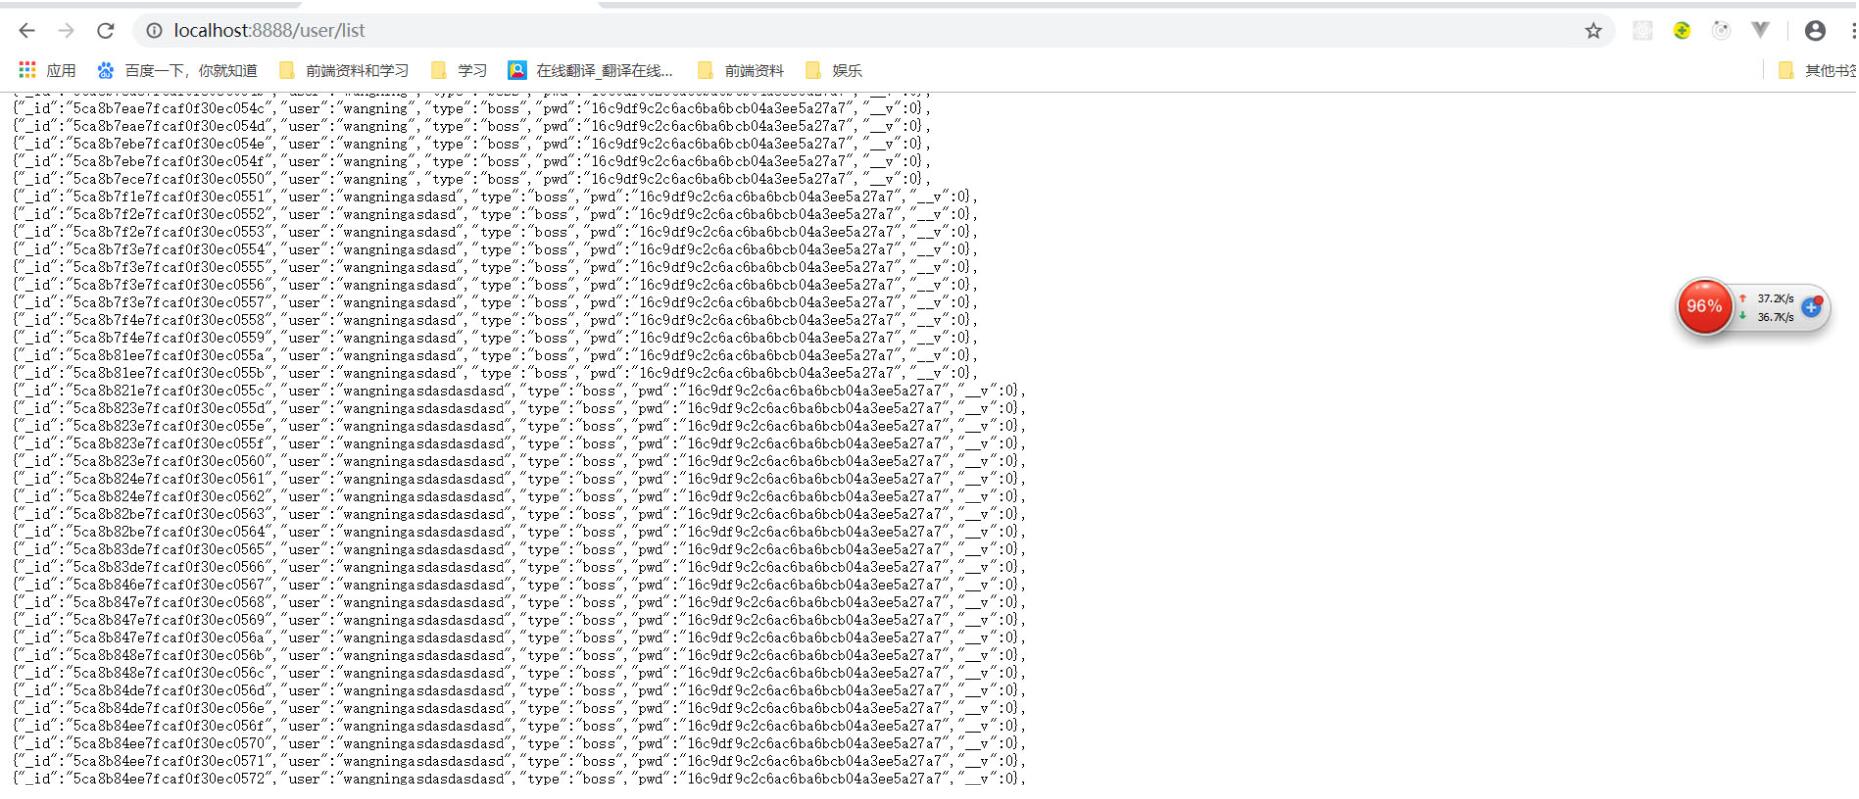 localhost:8888/user/list
应用 百度一下，你就知道 前端资料和学习 学习 在线翻译_翻译在线... 前端资料 娱乐 其他书签
{"_id":"5ca8b7eae7fcaf0f30ec054c","user":"wangning","type":"boss","pwd":"16c9df9c2c6ac6ba6bcb04a3ee5a27a7","__v":0},
{"_id":"5ca8b7eae7fcaf0f30ec054d","user":"wangning","type":"boss","pwd":"16c9df9c2c6ac6ba6bcb04a3ee5a27a7","__v":0},
{"_id":"5ca8b7ebe7fcaf0f30ec054e","user":"wangning","type":"boss","pwd":"16c9df9c2c6ac6ba6bcb04a3ee5a27a7","__v":0},
{"_id":"5ca8b7ebe7fcaf0f30ec054f","user":"wangning","type":"boss","pwd":"16c9df9c2c6ac6ba6bcb04a3ee5a27a7","__v":0},
{"_id":"5ca8b7ece7fcaf0f30ec0550","user":"wangning","type":"boss","pwd":"16c9df9c2c6ac6ba6bcb04a3ee5a27a7","__v":0},
{"_id":"5ca8b7f1e7fcaf0f30ec0551","user":"wangningasdasd","type":"boss","pwd":"16c9df9c2c6ac6ba6bcb04a3ee5a27a7","__v":0},
{"_id":"5ca8b7f2e7fcaf0f30ec0552","user":"wangningasdasd","type":"boss","pwd":"16c9df9c2c6ac6ba6bcb04a3ee5a27a7","__v":0},
{"_id":"5ca8b7f2e7fcaf0f30ec0553","user":"wangningasdasd","type":"boss","pwd":"16c9df9c2c6ac6ba6bcb04a3ee5a27a7","__v":0},
{"_id":"5ca8b7f3e7fcaf0f30ec0554","user":"wangningasdasd","type":"boss","pwd":"16c9df9c2c6ac6ba6bcb04a3ee5a27a7","__v":0},
{"_id":"5ca8b7f3e7fcaf0f30ec0555","user":"wangningasdasd","type":"boss","pwd":"16c9df9c2c6ac6ba6bcb04a3ee5a27a7","__v":0},
{"_id":"5ca8b7f3e7fcaf0f30ec0556","user":"wangningasdasd","type":"boss","pwd":"16c9df9c2c6ac6ba6bcb04a3ee5a27a7","__v":0},
{"_id":"5ca8b7f3e7fcaf0f30ec0557","user":"wangningasdasd","type":"boss","pwd":"16c9df9c2c6ac6ba6bcb04a3ee5a27a7","__v":0},
{"_id":"5ca8b7f4e7fcaf0f30ec0558","user":"wangningasdasd","type":"boss","pwd":"16c9df9c2c6ac6ba6bcb04a3ee5a27a7","__v":0},
{"_id":"5ca8b7f4e7fcaf0f30ec0559","user":"wangningasdasd","type":"boss","pwd":"16c9df9c2c6ac6ba6bcb04a3ee5a27a7","__v":0},
{"_id":"5ca8b81ee7fcaf0f30ec055a","user":"wangningasdasd","type":"boss","pwd":"16c9df9c2c6ac6ba6bcb04a3ee5a27a7","__v":0},
{"_id":"5ca8b81ee7fcaf0f30ec055b","user":"wangningasdasd","type":"boss","pwd":"16c9df9c2c6ac6ba6bcb04a3ee5a27a7","__v":0},
{"_id":"5ca8b821e7fcaf0f30ec055c","user":"wangningasdasdasdasd","type":"boss","pwd":"16c9df9c2c6ac6ba6bcb04a3ee5a27a7","__v":0},
{"_id":"5ca8b823e7fcaf0f30ec055d","user":"wangningasdasdasdasd","type":"boss","pwd":"16c9df9c2c6ac6ba6bcb04a3ee5a27a7","__v":0},
{"_id":"5ca8b823e7fcaf0f30ec055e","user":"wangningasdasdasdasd","type":"boss","pwd":"16c9df9c2c6ac6ba6bcb04a3ee5a27a7","__v":0},
{"_id":"5ca8b823e7fcaf0f30ec055f","user":"wangningasdasdasdasd","type":"boss","pwd":"16c9df9c2c6ac6ba6bcb04a3ee5a27a7","__v":0},
{"_id":"5ca8b823e7fcaf0f30ec0560","user":"wangningasdasdasdasd","type":"boss","pwd":"16c9df9c2c6ac6ba6bcb04a3ee5a27a7","__v":0},
{"_id":"5ca8b824e7fcaf0f30ec0561","user":"wangningasdasdasdasd","type":"boss","pwd":"16c9df9c2c6ac6ba6bcb04a3ee5a27a7","__v":0},
{"_id":"5ca8b824e7fcaf0f30ec0562","user":"wangningasdasdasdasd","type":"boss","pwd":"16c9df9c2c6ac6ba6bcb04a3ee5a27a7","__v":0},
{"_id":"5ca8b82be7fcaf0f30ec0563","user":"wangningasdasdasdasd","type":"boss","pwd":"16c9df9c2c6ac6ba6bcb04a3ee5a27a7","__v":0},
{"_id":"5ca8b82be7fcaf0f30ec0564","user":"wangningasdasdasdasd","type":"boss","pwd":"16c9df9c2c6ac6ba6bcb04a3ee5a27a7","__v":0},
{"_id":"5ca8b83de7fcaf0f30ec0565","user":"wangningasdasdasdasd","type":"boss","pwd":"16c9df9c2c6ac6ba6bcb04a3ee5a27a7","__v":0},
{"_id":"5ca8b83de7fcaf0f30ec0566","user":"wangningasdasdasdasd","type":"boss","pwd":"16c9df9c2c6ac6ba6bcb04a3ee5a27a7","__v":0},
{"_id":"5ca8b846e7fcaf0f30ec0567","user":"wangningasdasdasdasd","type":"boss","pwd":"16c9df9c2c6ac6ba6bcb04a3ee5a27a7","__v":0},
{"_id":"5ca8b847e7fcaf0f30ec0568","user":"wangningasdasdasdasd","type":"boss","pwd":"16c9df9c2c6ac6ba6bcb04a3ee5a27a7","__v":0},
{"_id":"5ca8b847e7fcaf0f30ec0569","user":"wangningasdasdasdasd","type":"boss","pwd":"16c9df9c2c6ac6ba6bcb04a3ee5a27a7","__v":0},
{"_id":"5ca8b847e7fcaf0f30ec056a","user":"wangningasdasdasdasd","type":"boss","pwd":"16c9df9c2c6ac6ba6bcb04a3ee5a27a7","__v":0},
{"_id":"5ca8b848e7fcaf0f30ec056b","user":"wangningasdasdasdasd","type":"boss","pwd":"16c9df9c2c6ac6ba6bcb04a3ee5a27a7","__v":0},
{"_id":"5ca8b848e7fcaf0f30ec056c","user":"wangningasdasdasdasd","type":"boss","pwd":"16c9df9c2c6ac6ba6bcb04a3ee5a27a7","__v":0},
{"_id":"5ca8b84de7fcaf0f30ec056d","user":"wangningasdasdasdasd","type":"boss","pwd":"16c9df9c2c6ac6ba6bcb04a3ee5a27a7","__v":0},
{"_id":"5ca8b84de7fcaf0f30ec056e","user":"wangningasdasdasdasd","type":"boss","pwd":"16c9df9c2c6ac6ba6bcb04a3ee5a27a7","__v":0},
{"_id":"5ca8b84ee7fcaf0f30ec056f","user":"wangningasdasdasdasd","type":"boss","pwd":"16c9df9c2c6ac6ba6bcb04a3ee5a27a7","__v":0},
{"_id":"5ca8b84ee7fcaf0f30ec0570","user":"wangningasdasdasdasd","type":"boss","pwd":"16c9df9c2c6ac6ba6bcb04a3ee5a27a7","__v":0},
{"_id":"5ca8b84ee7fcaf0f30ec0571","user":"wangningasdasdasdasd","type":"boss","pwd":"16c9df9c2c6ac6ba6bcb04a3ee5a27a7","__v":0},
{"_id":"5ca8b84ee7fcaf0f30ec0572","user":"wangningasdasdasdasd","type":"boss","pwd":"16c9df9c2c6ac6ba6bcb04a3ee5a27a7","__v":0},
96%
37.2K/s
36.7K/s